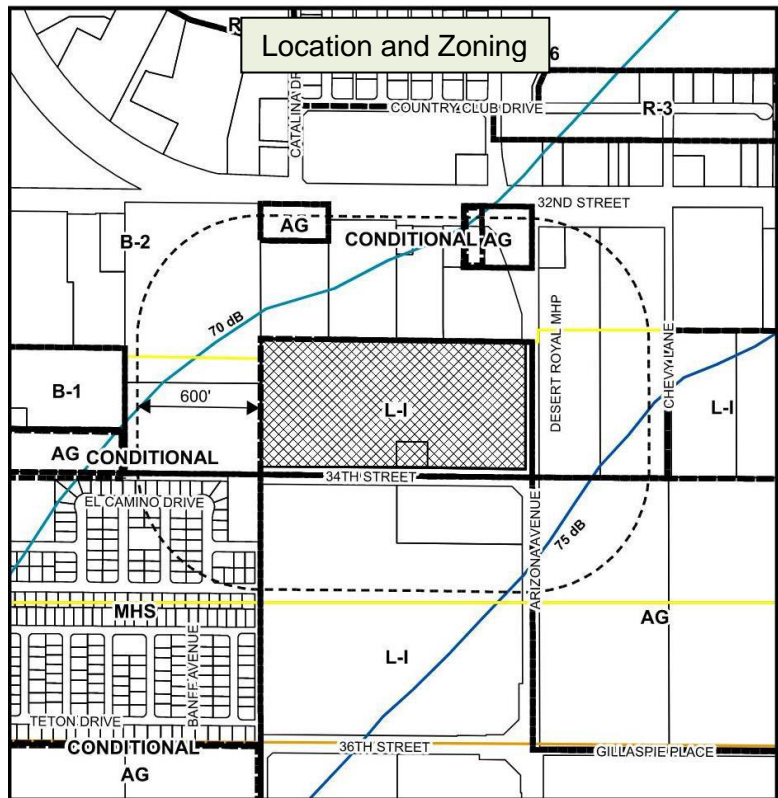 R
Location and Zoning
6
CATALINA DR
COUNTRY CLUB DRIVE
R-3
32ND STREET
AG
CONDITIONAL AG
B-2
70 dB
DESERT ROYAL MHP
CHEVY LANE
B-1
600'
L-I
L-I
AG CONDITIONAL
34TH STREET
EL CAMINO DRIVE
ARIZONA AVENUE
75 dB
MHS
AG
BANFF AVENUE
L-I
TETON DRIVE
CONDITIONAL
36TH STREET
GILLASPIE PLACE
AG